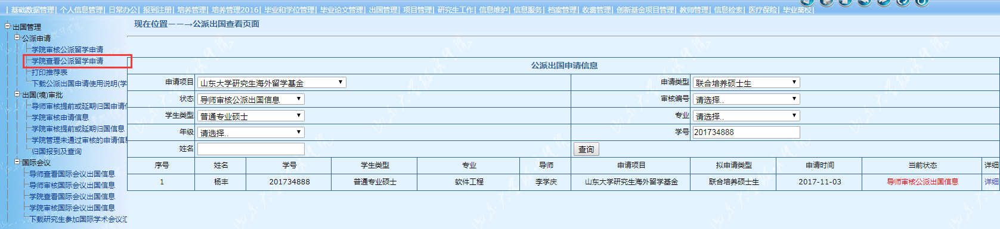 | 基础数据管理| 个人信息管理| 日常办公| 报到注册| 培养管理| 培养管理2016| 毕业和学位管理| 毕业论文管理| 出国管理| 项目管理| 研究生工作| 信息维护| 信息服务| 档案管理| 收费管理| 创新基金项目管理| 教师管理| 信息检索| 医疗保险| 毕业离校|
出国管理
公派申请
学院审核公派留学申请
学院查看公派留学申请
打印推荐表
下载公派出国申请使用说明(学
出国(境)审批
导师审核提前或延期归国申请
学院审核申请信息
学院审核提前或延期归国信息
学院管理未通过审核的申请信息
归国报到及查询
国际会议
导师查看国际会议出国信息
导师审核国际会议出国信息
学院查看国际会议出国信息
学院审核国际会议出国信息
下载研究生参加国际学术会议汇
现在位置－－→公派出国查看页面
公派出国申请信息
申请项目 山东大学研究生海外留学基金 申请类型 联合培养硕士生
状态 导师审核公派出国信息 审核编号 请选择..
学生类型 普通专业硕士 专业 请选择..
年级 请选择.. 学号 201734888
姓名 查询
序号 姓名 学号 学生类型 专业 导师 申请项目 拟申请类型 申请时间 当前状态 详细
1 杨丰 201734888 普通专业硕士 软件工程 李学庆 山东大学研究生海外留学基金 联合培养硕士生 2017-11-03 导师审核公派出国信息 详细